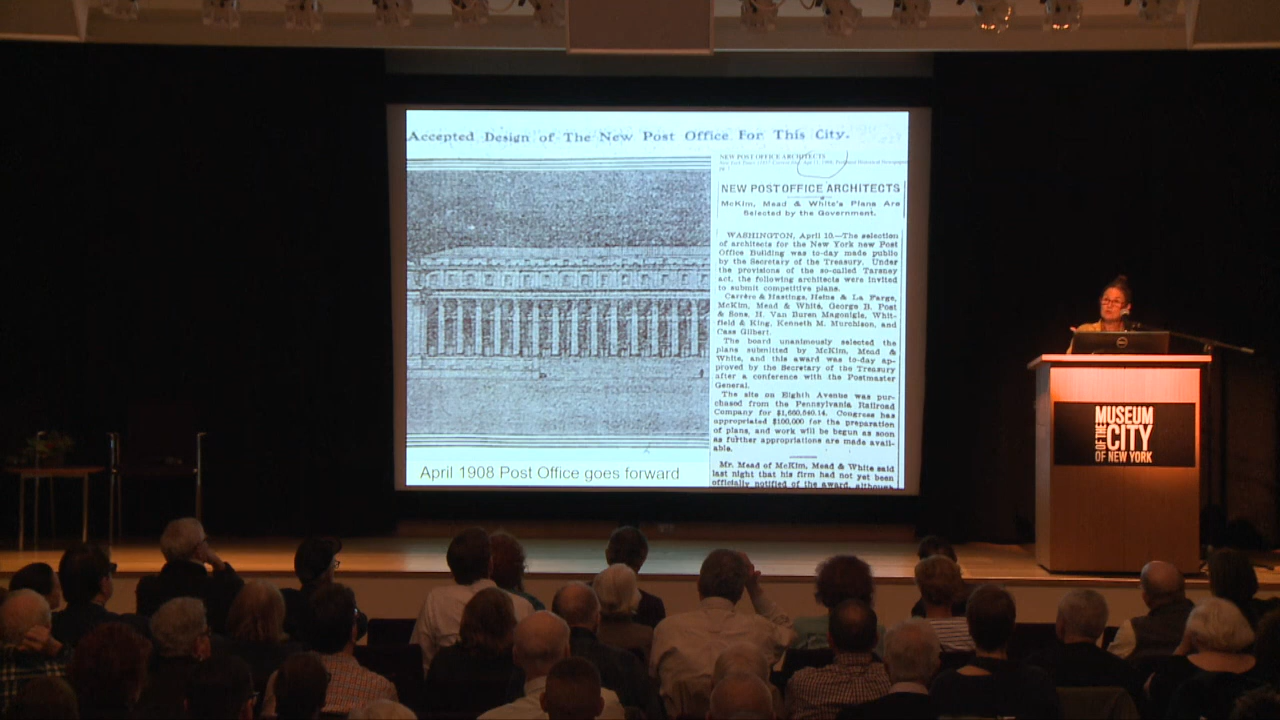 Accepted Design of The New Post Office For This City.
NEW POST OFFICE ARCHITECTS
NEW POSTOFFICE ARCHITECTS
McKim, Mead & White's Plans Are
Selected by the Government.
WASHINGTON, April 10.—The selection
of architects for the New York new Post
Office Building was to-day made public
by the Secretary of the Treasury. Under
the provisions of the so-called Tarsney
act, the following architects were invited
to submit competitive plans.
Carrère & Hastings, Heins & La Farge,
McKim, Mead & White, George B. Post
& Sons, H. Van Buren Magonigle, Whit-
field & King, Kenneth M. Murchison, and
Cass Gilbert.
The board unanimously selected the
plans submitted by McKim, Mead &
White, and this award was to-day ap-
proved by the Secretary of the Treasury
after a conference with the Postmaster
General.
The site on Eighth Avenue was pur-
chased from the Pennsylvania Railroad
Company for
Congress has
appropriated $100,000 for the preparation
of plans, and work will be begun as soon
as further appropriations are made avail-
able.
Mr. Mead of McKim, Mead & White said
last night that his firm had not yet been
officially notified of the award, although
April 1908 Post Office goes forward
DELL
MUSEUM
OF THE CITY
OF NEW YORK